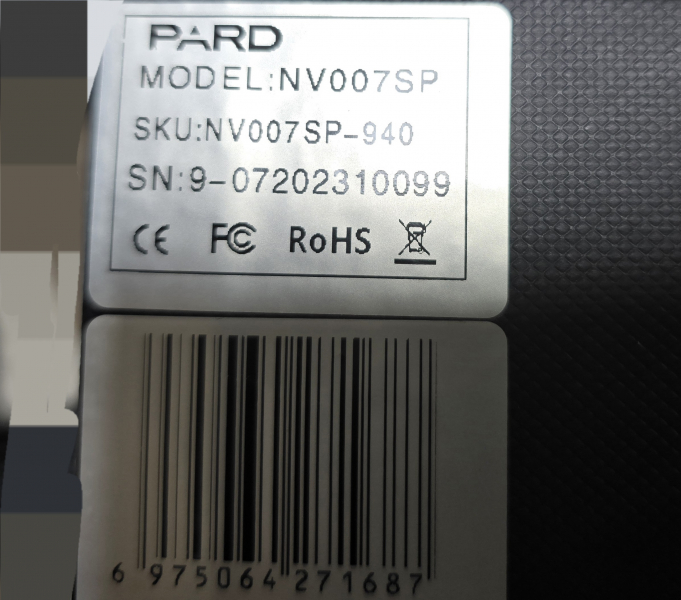 PARD
MODEL:NV007SP
SKU:NV007SP-940
SN:9-07202310099
CE FC RoHS
6 975064 271687